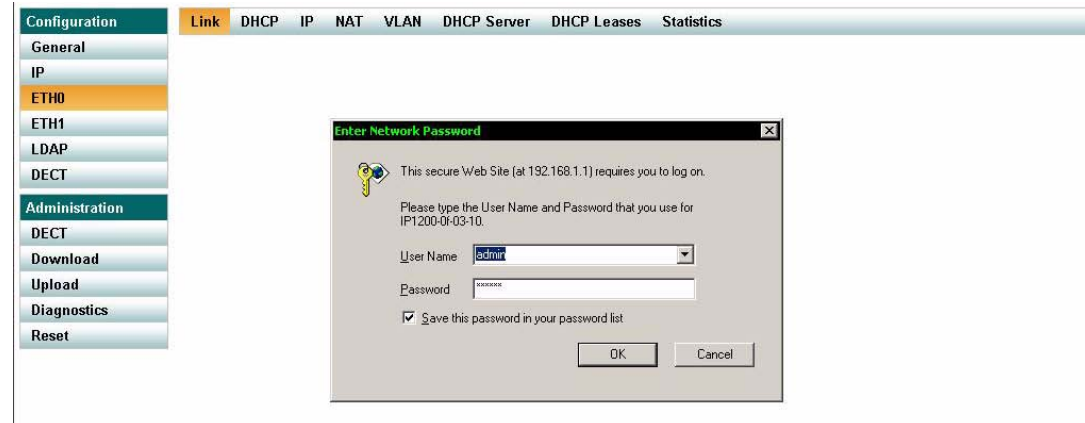 Configuration
General
IP
ETH0
ETH1
LDAP
DECT
Administration
DECT
Download
Upload
Diagnostics
Reset
Link DHCP IP NAT VLAN DHCP Server DHCP Leases Statistics
Enter Network Password
This secure Web Site (at 192.168.1.1) requires you to log on.
Please type the User Name and Password that you use for
IP1200-0f-03-10.
User Name admin
Password xxxxxx
Save this password in your password list
OK Cancel